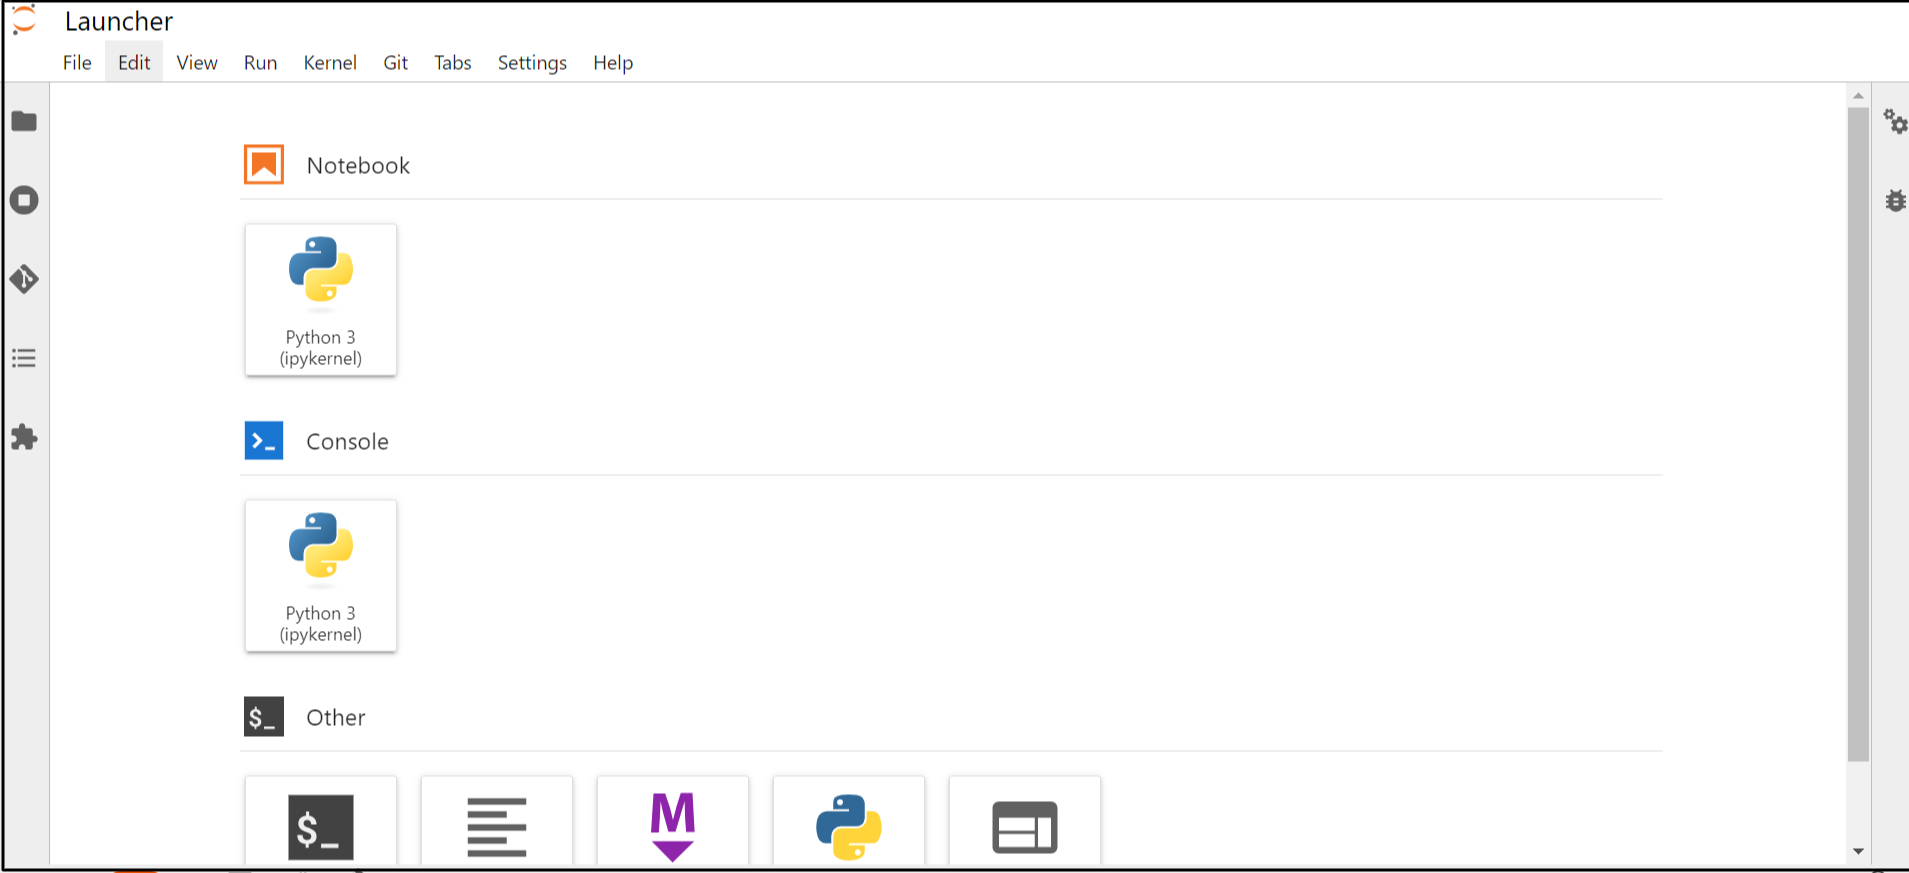 Launcher
File Edit View Run Kernel Git Tabs Settings Help
Notebook
Python 3
(ipykernel)
>_ Console
Python 3
(ipykernel)
$_ Other
$_ M